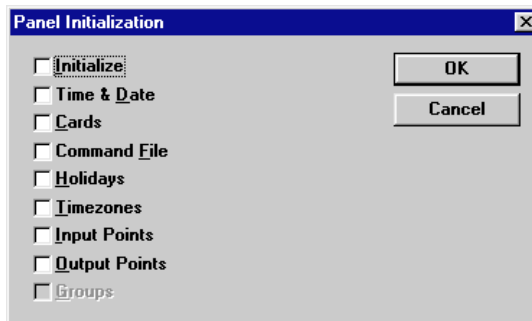 Panel Initialization
Initialize
OK
Time & Date
Cancel
Cards
Command File
Holidays
Timezones
Input Points
Output Points
Groups